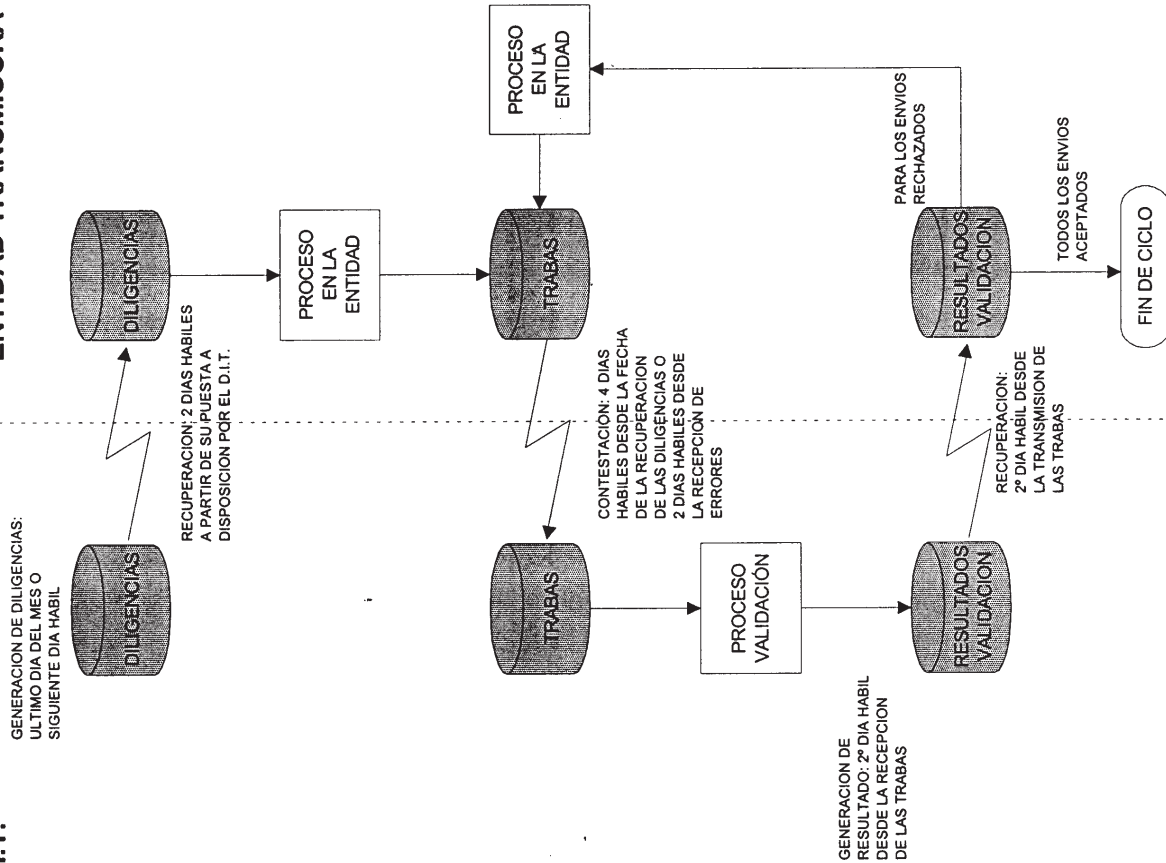 GENERACION DE DILIGENCIAS:
ULTIMO DIA DEL MES O
SIGUIENTE DIA HABIL
DILIGENCIAS
DILIGENCIAS
RECUPERACION: 2 DIAS HABILES
A PARTIR DE SU PUESTA A
DISPOSICION POR EL D.I.T.
PROCESO
EN LA
ENTIDAD
PROCESO
EN LA
ENTIDAD
TRABAS
TRABAS
CONTESTACION: 4 DIAS
HABILES DESDE LA FECHA
DE LA RECUPERACION
DE LAS DILIGENCIAS O
2 DIAS HABILES DESDE
LA RECEPCION DE
ERRORES
PROCESO
VALIDACIÓN
GENERACION DE
RESULTADO: 2º DIA HABIL
DESDE LA RECEPCION
DE LAS TRABAS
RESULTADOS
VALIDACION
RECUPERACION:
2º DIA HABIL DESDE
LA TRANSMISION DE
LAS TRABAS
RESULTADOS
VALIDACION
PARA LOS ENVIOS
RECHAZADOS
TODOS LOS ENVIOS
ACEPTADOS
FIN DE CICLO